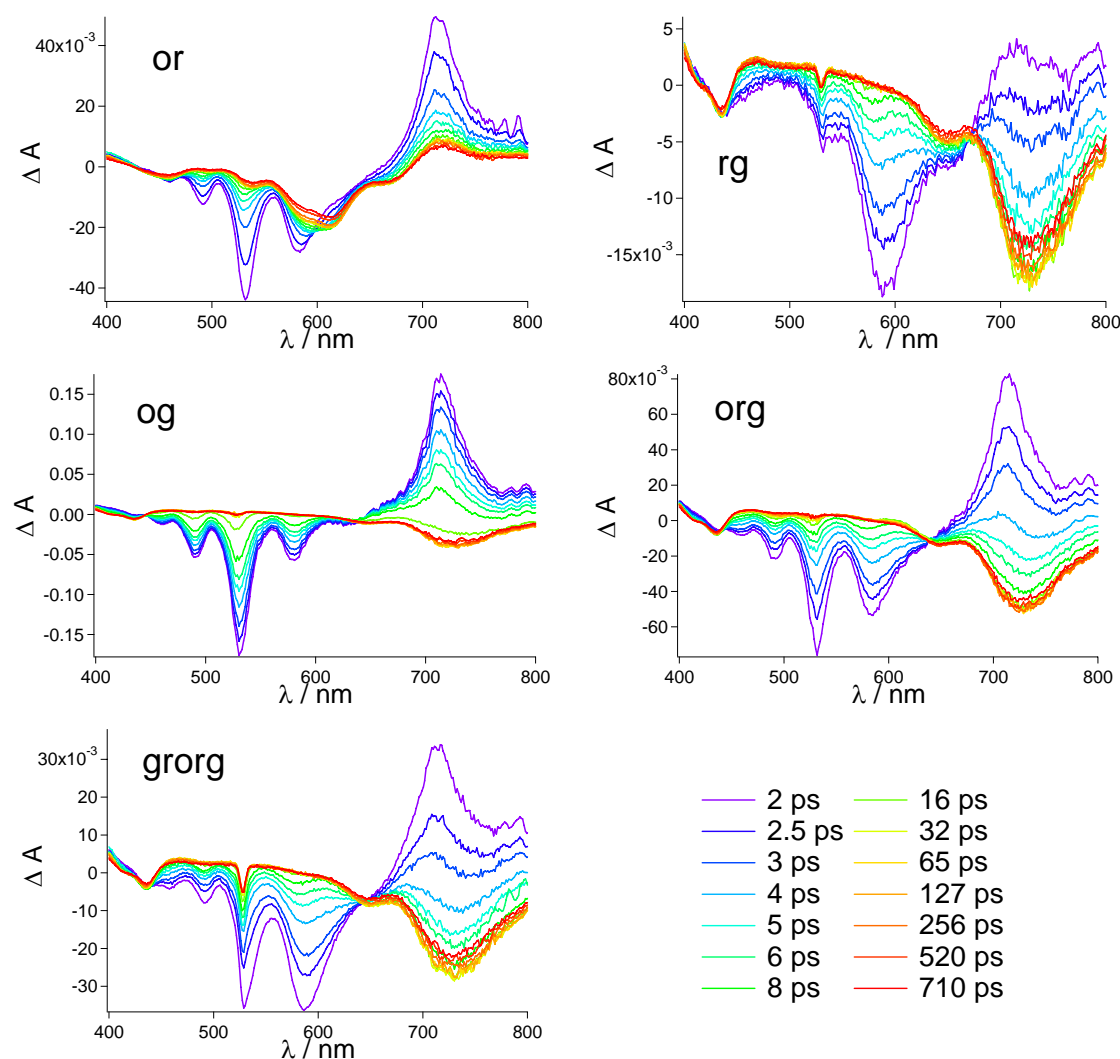 or
40x10⁻³
20
0
-20
-40
Δ A
400 500 600 700 800
λ / nm
rg
5
0
-5
-10
-15x10⁻³
Δ A
400 500 600 700 800
λ / nm
og
0.15
0.10
0.05
0.00
-0.05
-0.10
-0.15
Δ A
400 500 600 700 800
λ / nm
org
80x10⁻³
60
40
20
0
-20
-40
-60
Δ A
400 500 600 700 800
λ / nm
grorg
30x10⁻³
20
10
0
-10
-20
-30
Δ A
400 500 600 700 800
λ / nm
2 ps 16 ps
2.5 ps 32 ps
3 ps 65 ps
4 ps 127 ps
5 ps 256 ps
6 ps 520 ps
8 ps 710 ps